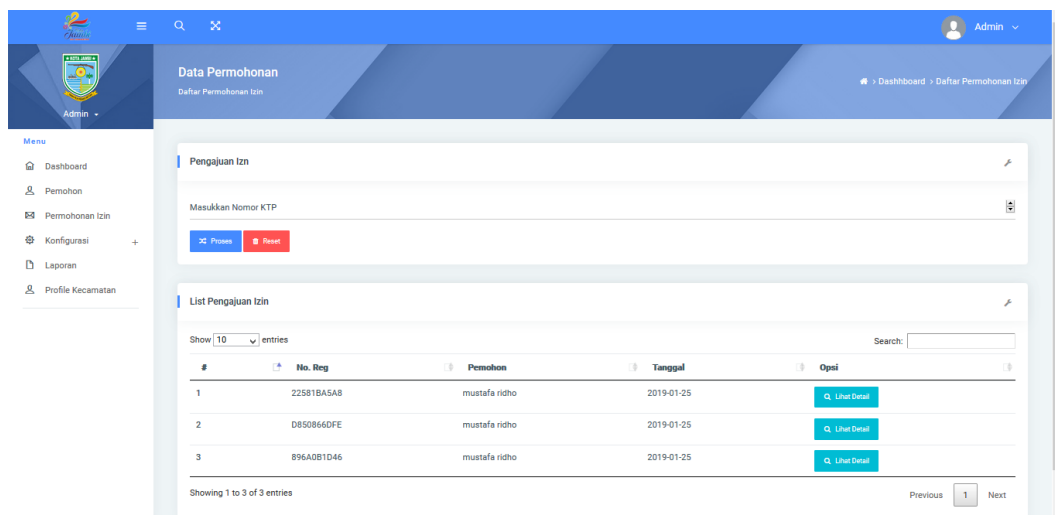 Admin
Data Permohonan
Daftar Permohonan Izin
> Dashhboard > Daftar Permohonan Izin
KOTA JAMBI
Admin
Menu
Dashboard
Pemohon
Permohonan Izin
Konfigurasi +
Laporan
Profile Kecamatan
Pengajuan Izn
Masukkan Nomor KTP
Proses Reset
List Pengajuan Izin
Show 10 entries Search:
# No. Reg Pemohon Tanggal Opsi
1 22581BA5A8 mustafa ridho 2019-01-25 Lihat Detail
2 D850866DFE mustafa ridho 2019-01-25 Lihat Detail
3 896A0B1D46 mustafa ridho 2019-01-25 Lihat Detail
Showing 1 to 3 of 3 entries Previous 1 Next